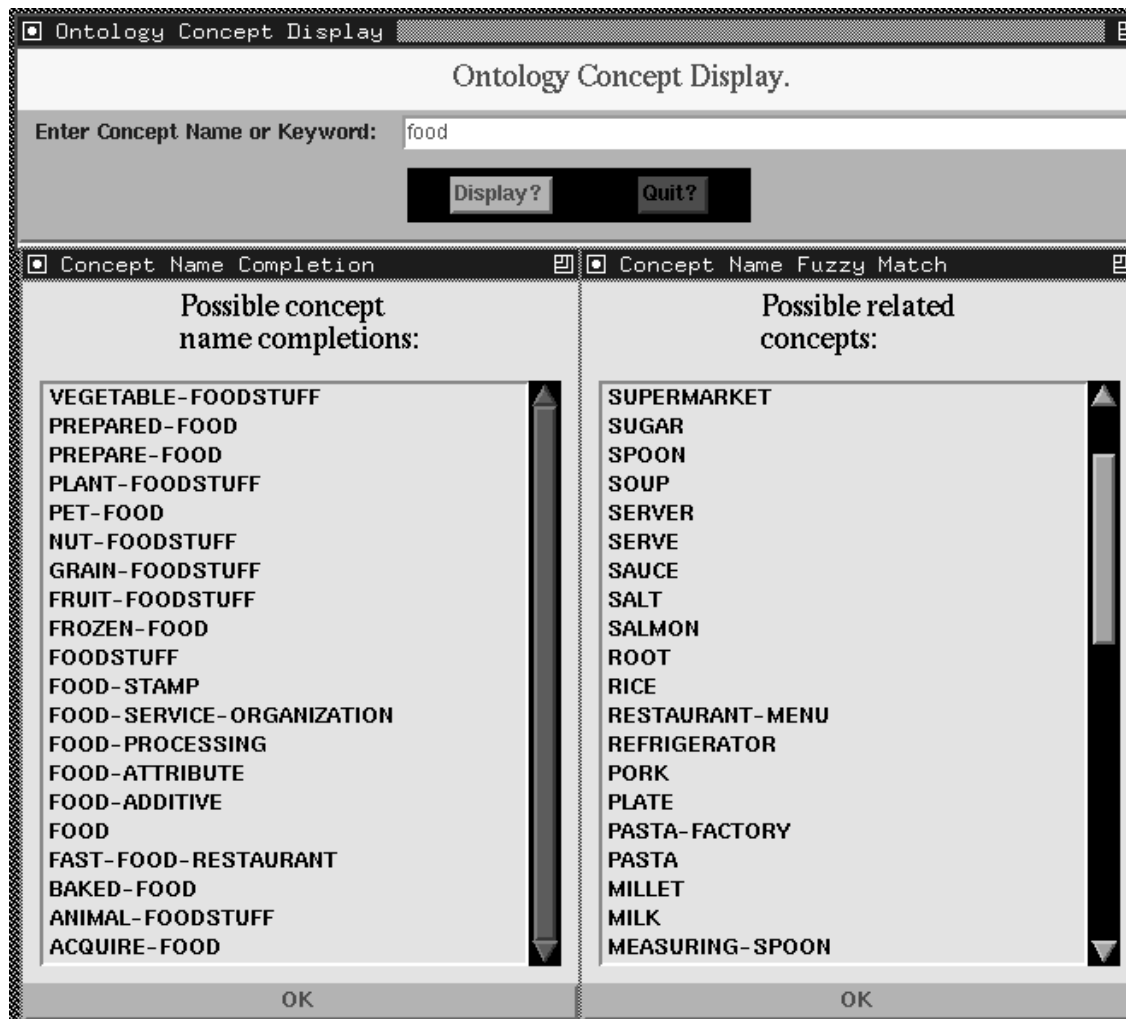 Ontology Concept Display
Ontology Concept Display.
Enter Concept Name or Keyword: food
Display? Quit?
Concept Name Completion
Possible concept
name completions:
VEGETABLE-FOODSTUFF
PREPARED-FOOD
PREPARE-FOOD
PLANT-FOODSTUFF
PET-FOOD
NUT-FOODSTUFF
GRAIN-FOODSTUFF
FRUIT-FOODSTUFF
FROZEN-FOOD
FOODSTUFF
FOOD-STAMP
FOOD-SERVICE-ORGANIZATION
FOOD-PROCESSING
FOOD-ATTRIBUTE
FOOD-ADDITIVE
FOOD
FAST-FOOD-RESTAURANT
BAKED-FOOD
ANIMAL-FOODSTUFF
ACQUIRE-FOOD
OK
Concept Name Fuzzy Match
Possible related
concepts:
SUPERMARKET
SUGAR
SPOON
SOUP
SERVER
SERVE
SAUCE
SALT
SALMON
ROOT
RICE
RESTAURANT-MENU
REFRIGERATOR
PORK
PLATE
PASTA-FACTORY
PASTA
MILLET
MILK
MEASURING-SPOON
OK